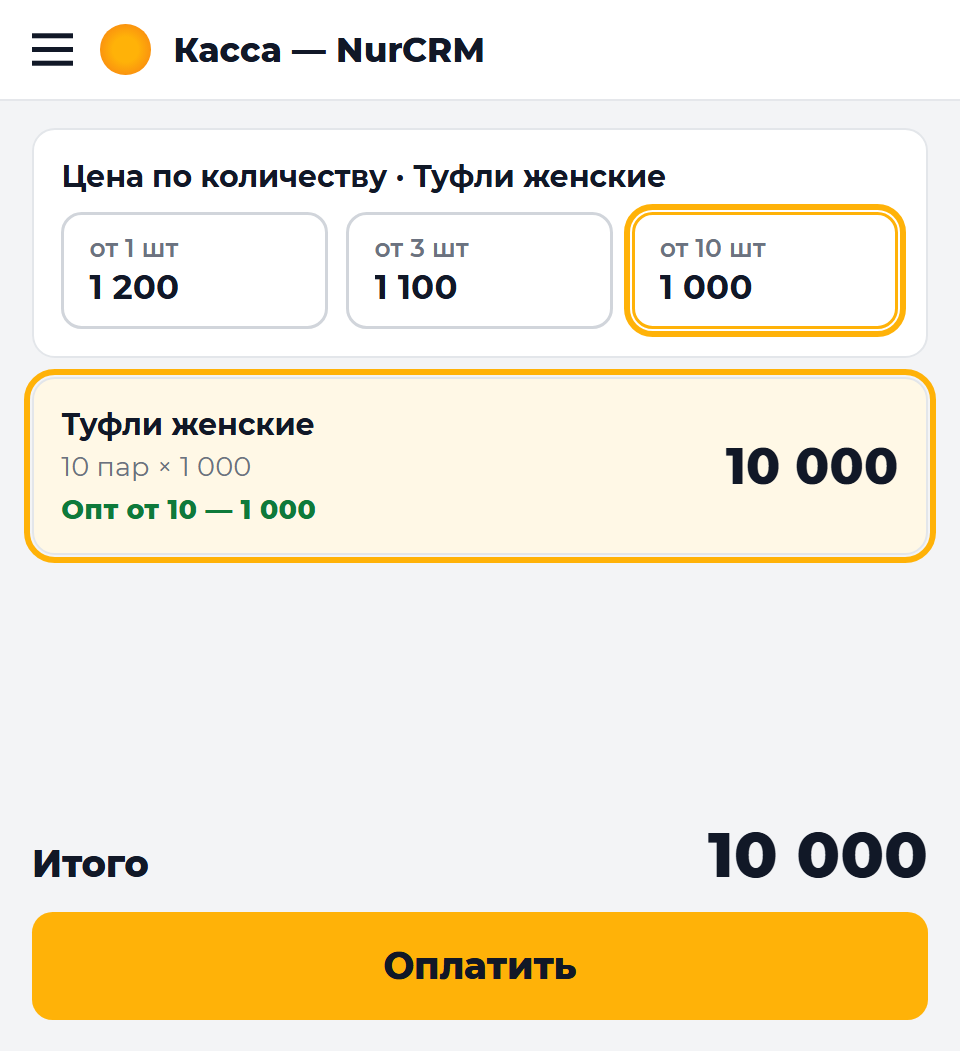 Касса — NurCRM
Цена по количеству · Туфли женские
от 1 шт
1 200
от 3 шт
1 100
от 10 шт
1 000
Туфли женские
10 пар × 1 000
Опт от 10 — 1 000
10 000
Итого
10 000
Оплатить